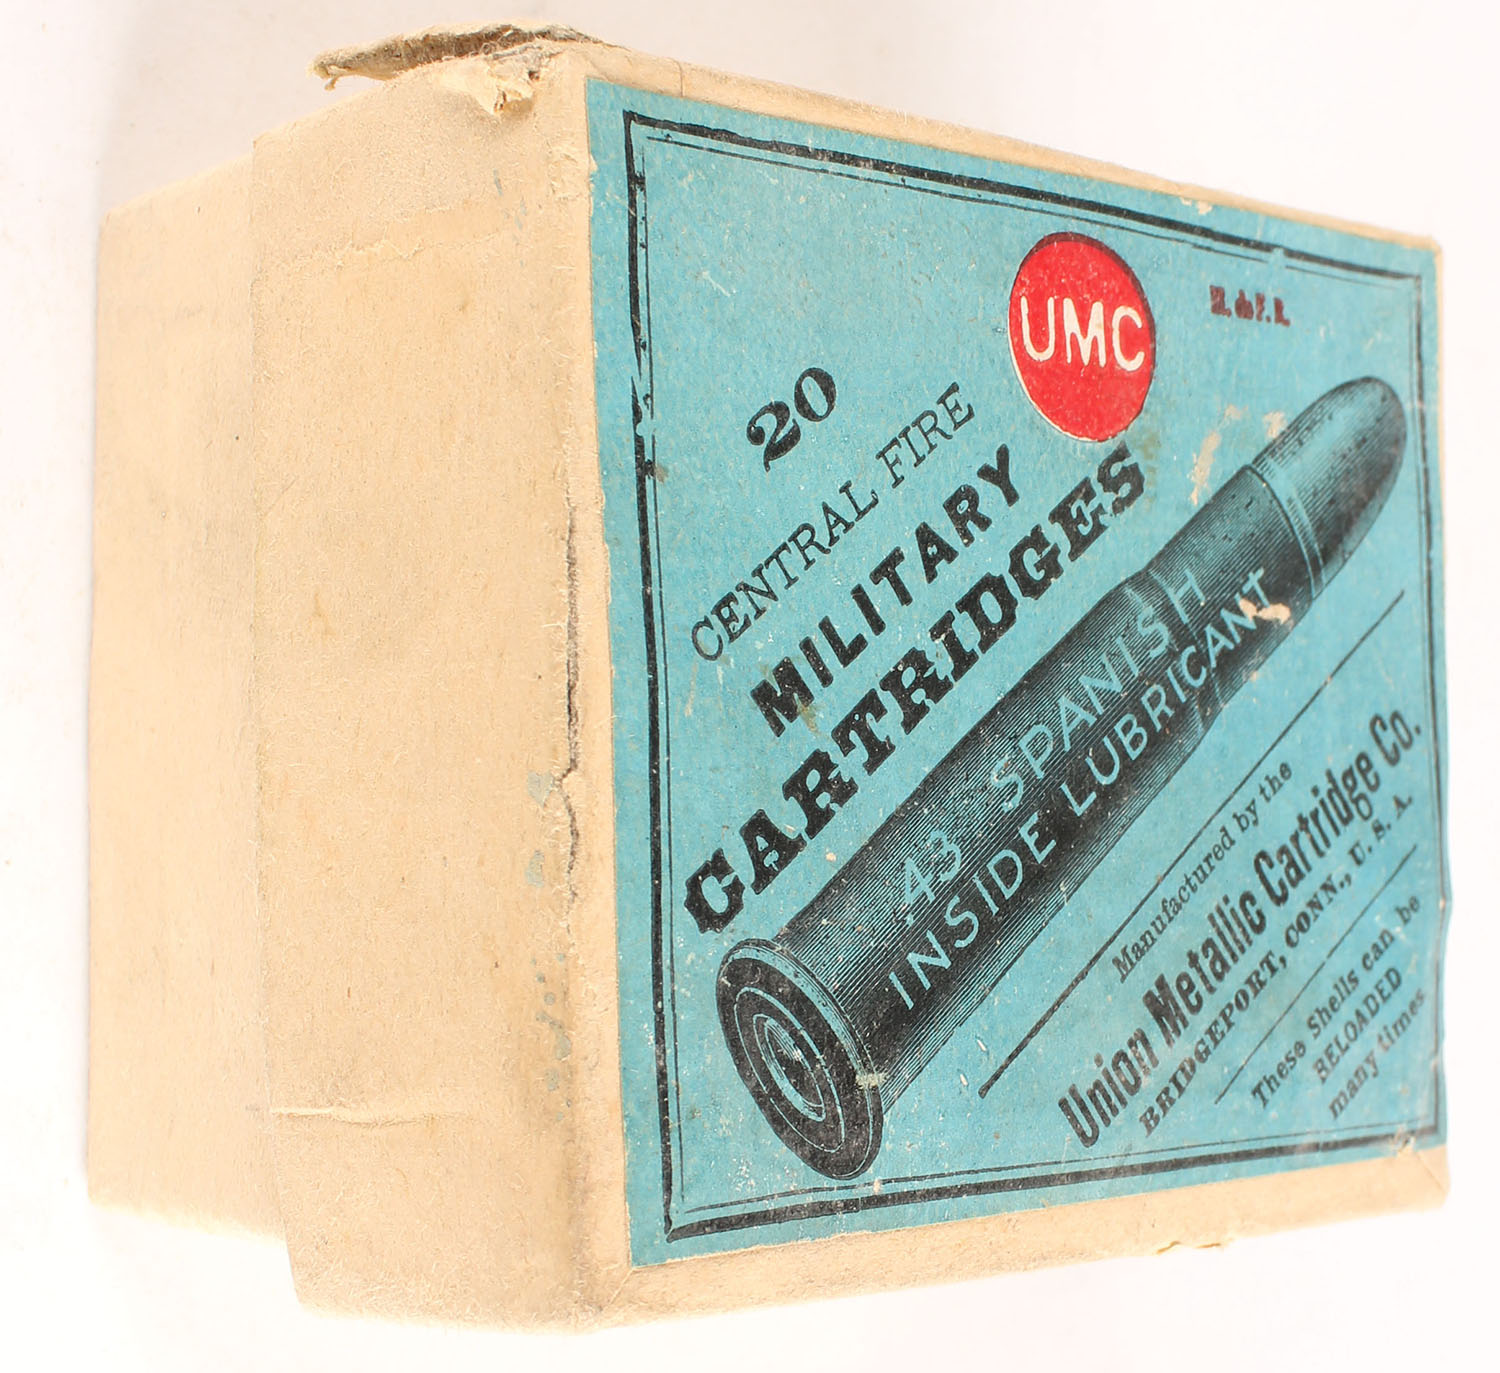 UMC
20
CENTRAL FIRE
MILITARY
CARTRIDGES
.43 SPANISH
INSIDE LUBRICANT
Manufactured by the
Union Metallic Cartridge Co.
BRIDGEPORT, CONN., U. S. A.
These Shells can be
RELOADED
many times